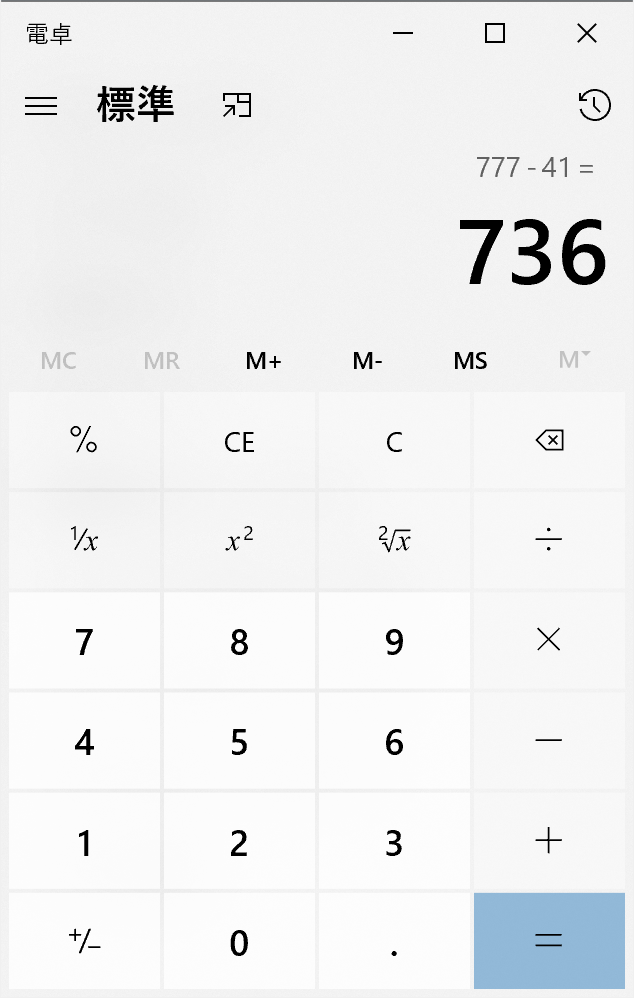 電卓
標準
777 - 41 =
736
MC MR M+ M- MS M˅
% CE C
¹/x x² ²√x ÷
7 8 9 ×
4 5 6 −
1 2 3 +
+/− 0 . =